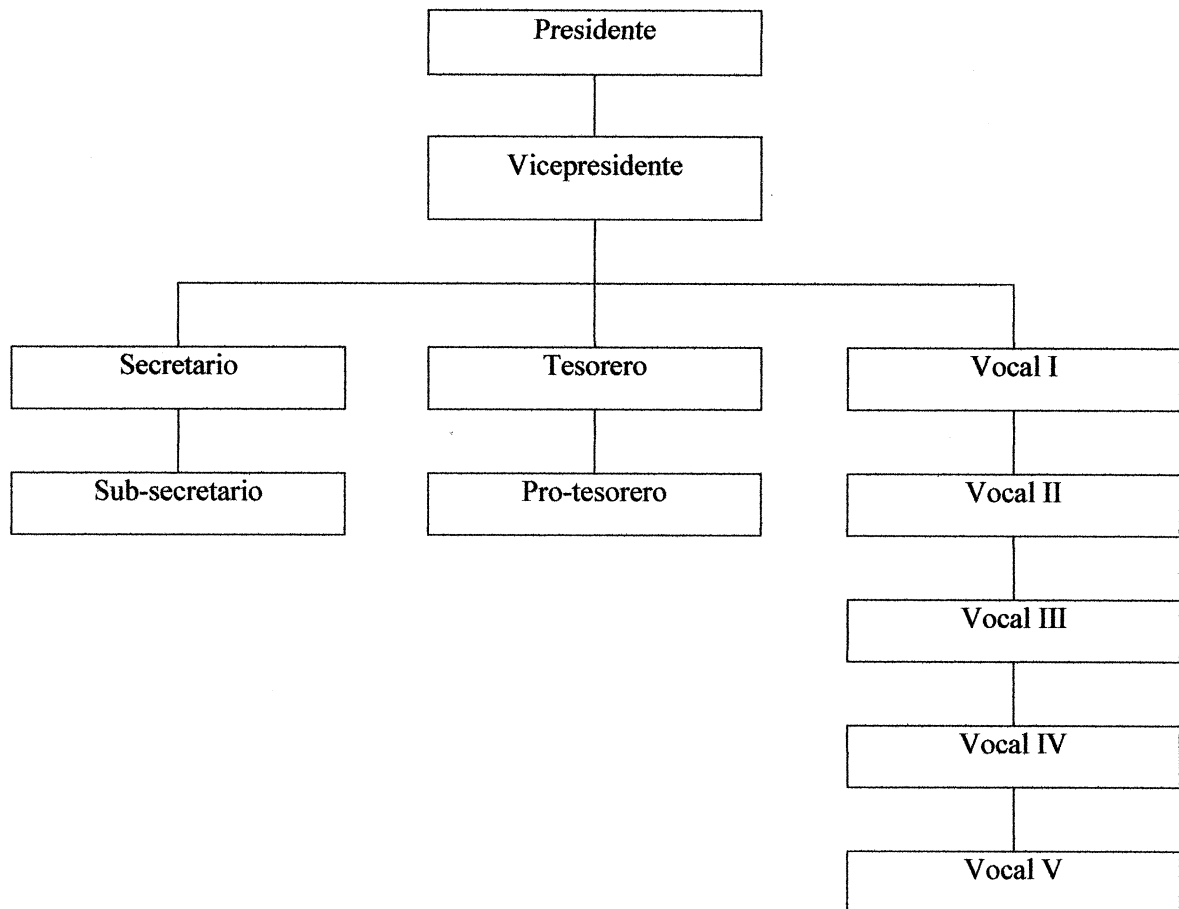 Presidente
Vicepresidente
Secretario
Tesorero
Vocal I
Sub-secretario
Pro-tesorero
Vocal II
Vocal III
Vocal IV
Vocal V